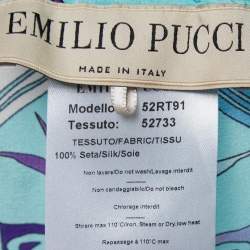 EMILIO PUCCI
MADE IN ITALY
EMI
Modello: 52RT91
Tessuto: 52733
TESSUTO/FABRIC/TISSU
100% Seta/Silk/Soie
Non lavare/Do not wash/Lavage interdit
Non candeggiabile/Do not bleach
Chlorage interdit
Stirare max 110°C/Iron, Steam or Dry, low heat
Repassage à 110°C max